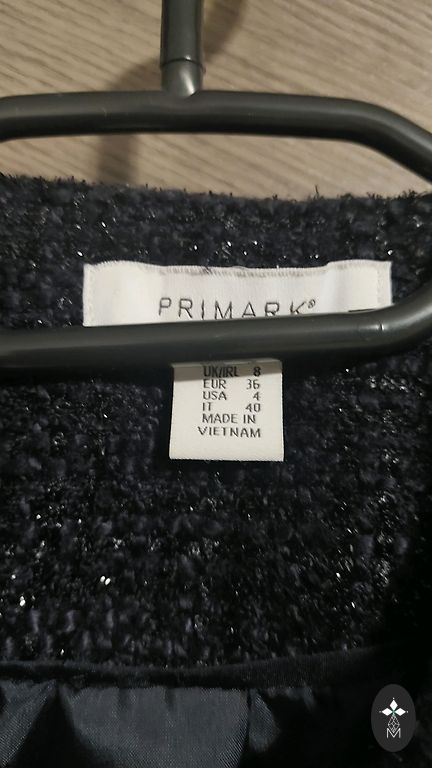 PRIMARK®
UK/IRL 8
EUR 36
USA 4
IT 40
MADE IN
VIETNAM
M